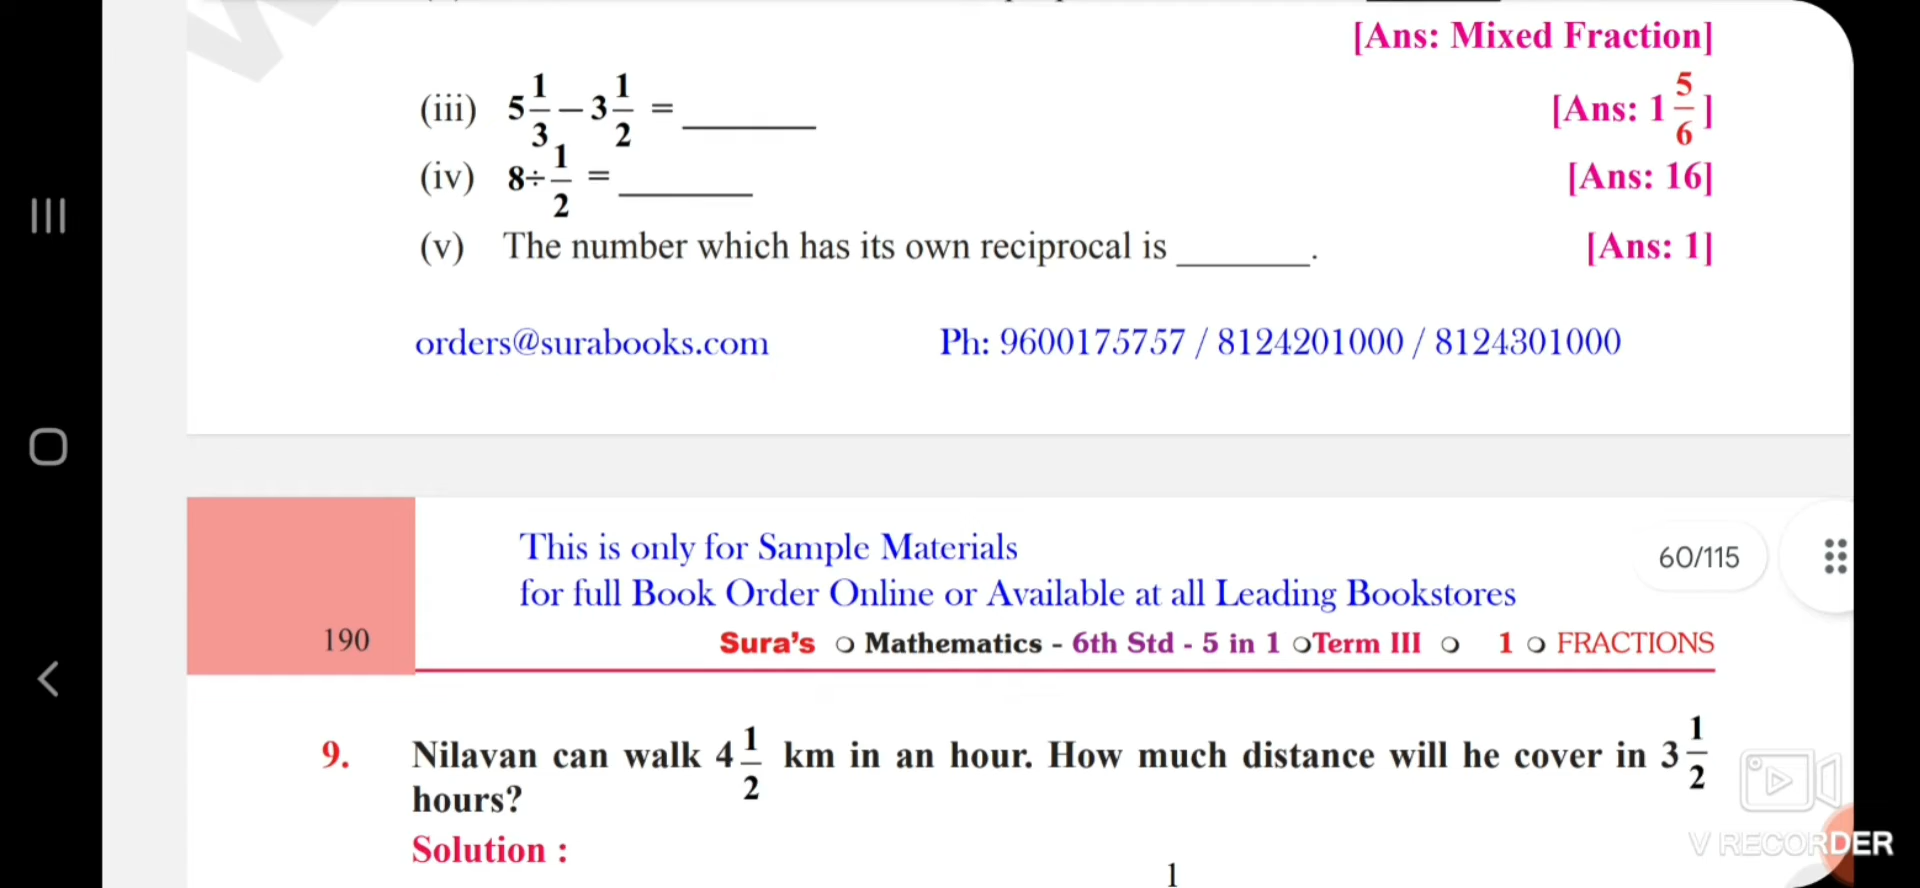 [Ans: Mixed Fraction]
(iii) 5 1/3 – 3 1/2 = ________ [Ans: 1 5/6]
(iv) 8÷ 1/2 = ________ [Ans: 16]
(v) The number which has its own reciprocal is ________. [Ans: 1]
orders@surabooks.com Ph: 9600175757 / 8124201000 / 8124301000
This is only for Sample Materials
60/115
for full Book Order Online or Available at all Leading Bookstores
190 Sura's ❍ Mathematics - 6th Std - 5 in 1 ❍ Term III ❍ 1 ❍ FRACTIONS
9. Nilavan can walk 4 1/2 km in an hour. How much distance will he cover in 3 1/2
hours?
Solution :
V RECORDER
1